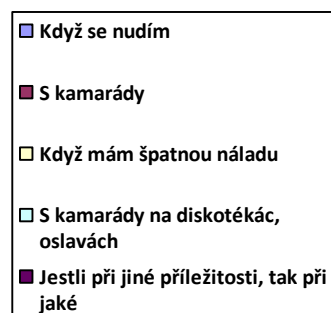 Když se nudím
S kamarády
Když mám špatnou náladu
S kamarády na diskotékác,
oslavách
Jestli při jiné příležitosti, tak při
jaké